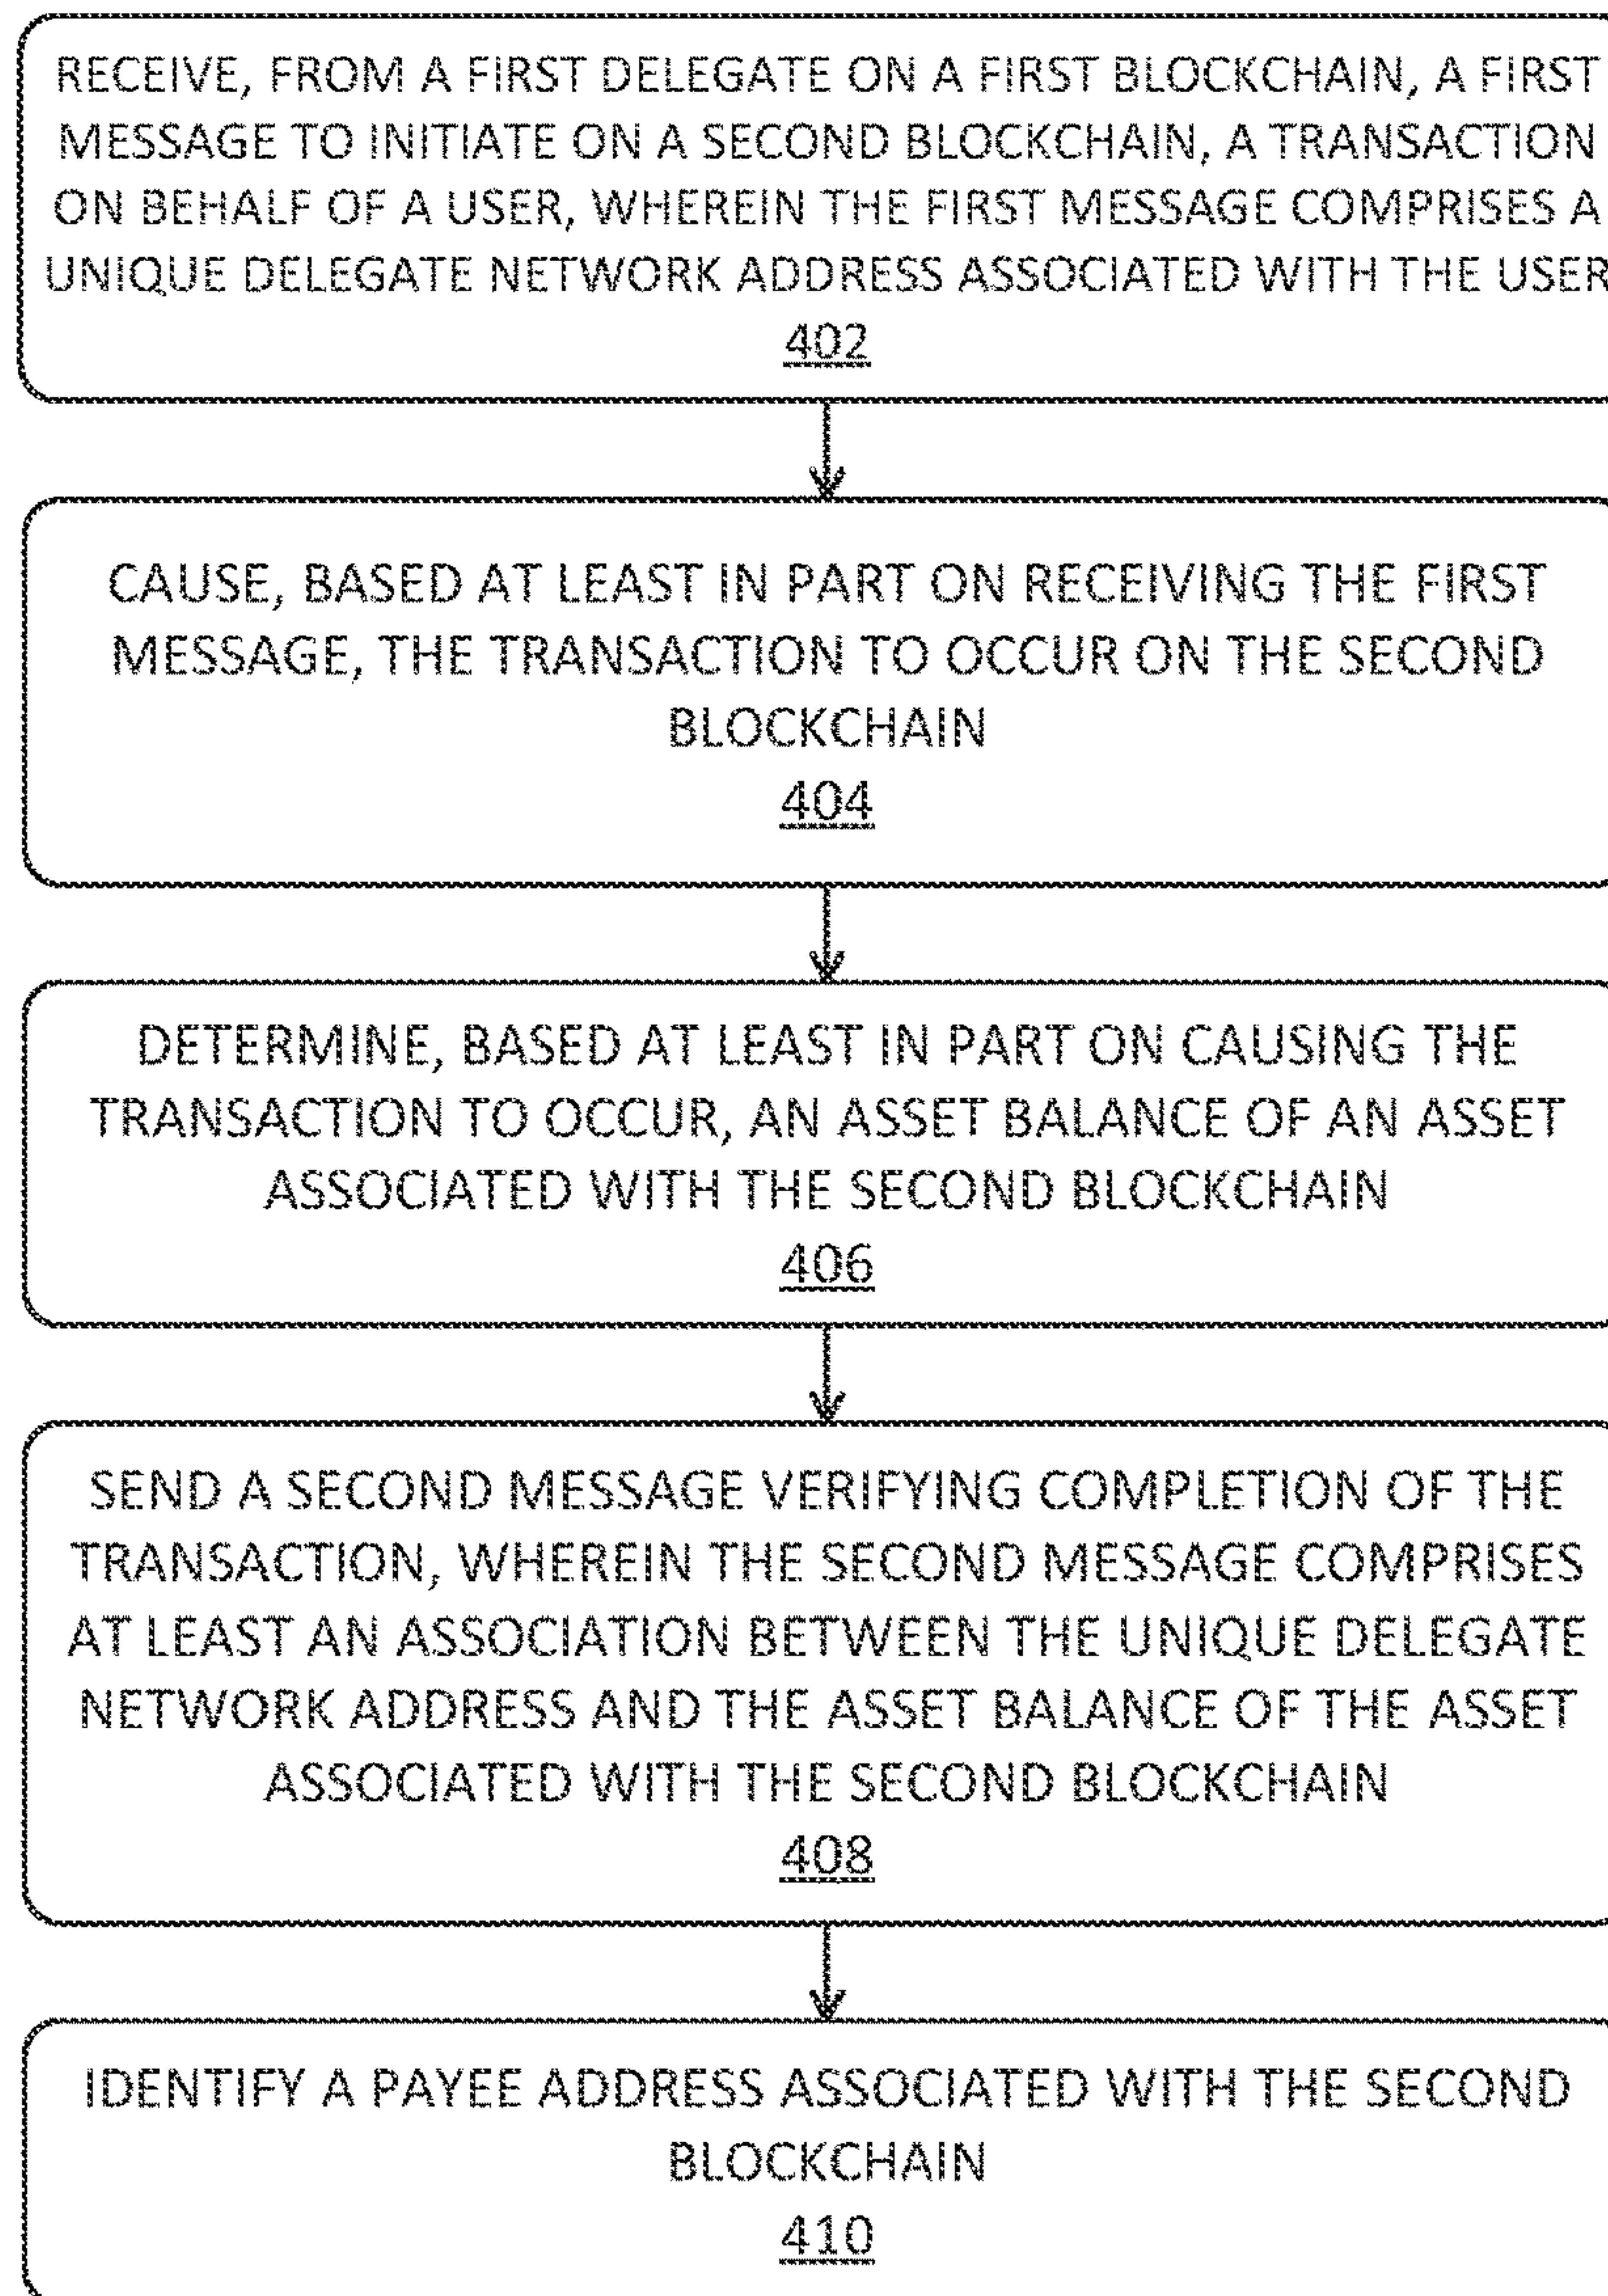 RECEIVE, FROM A FIRST DELEGATE ON A FIRST BLOCKCHAIN, A FIRST
MESSAGE TO INITIATE ON A SECOND BLOCKCHAIN, A TRANSACTION
ON BEHALF OF A USER, WHEREIN THE FIRST MESSAGE COMPRISES A
UNIQUE DELEGATE NETWORK ADDRESS ASSOCIATED WITH THE USER
402
CAUSE, BASED AT LEAST IN PART ON RECEIVING THE FIRST
MESSAGE, THE TRANSACTION TO OCCUR ON THE SECOND
BLOCKCHAIN
404
DETERMINE, BASED AT LEAST IN PART ON CAUSING THE
TRANSACTION TO OCCUR, AN ASSET BALANCE OF AN ASSET
ASSOCIATED WITH THE SECOND BLOCKCHAIN
406
SEND A SECOND MESSAGE VERIFYING COMPLETION OF THE
TRANSACTION, WHEREIN THE SECOND MESSAGE COMPRISES
AT LEAST AN ASSOCIATION BETWEEN THE UNIQUE DELEGATE
NETWORK ADDRESS AND THE ASSET BALANCE OF THE ASSET
ASSOCIATED WITH THE SECOND BLOCKCHAIN
408
IDENTIFY A PAYEE ADDRESS ASSOCIATED WITH THE SECOND
BLOCKCHAIN
410